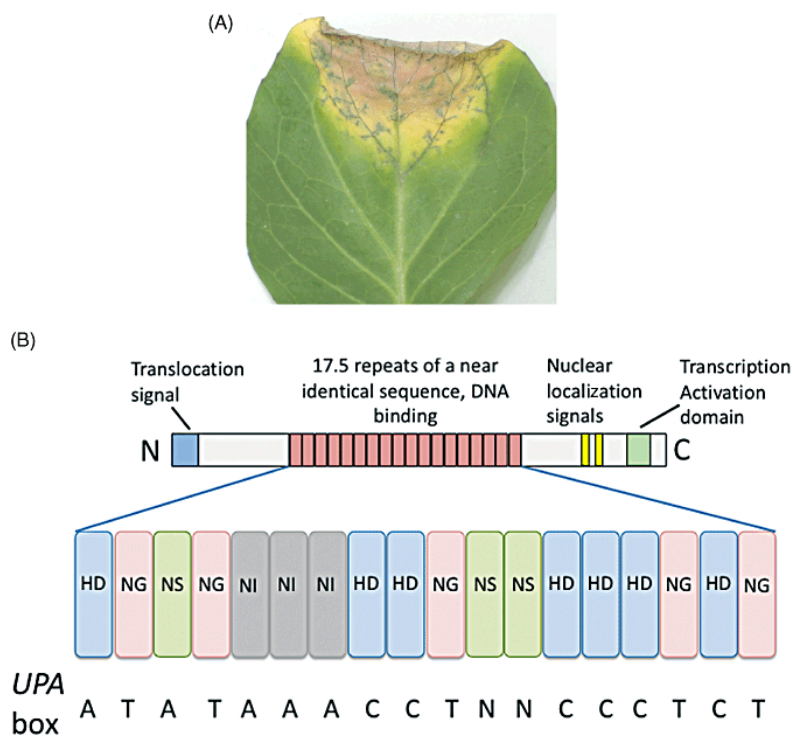 (A)
(B)
Translocation
signal
17.5 repeats of a near
identical sequence, DNA
binding
Nuclear
localization
signals
Transcription
Activation
domain
N
C
HD NG NS NG NI NI NI HD HD NG NS NS HD HD HD NG HD NG
UPA
box
A T A T A A A C C T N N C C C T C T